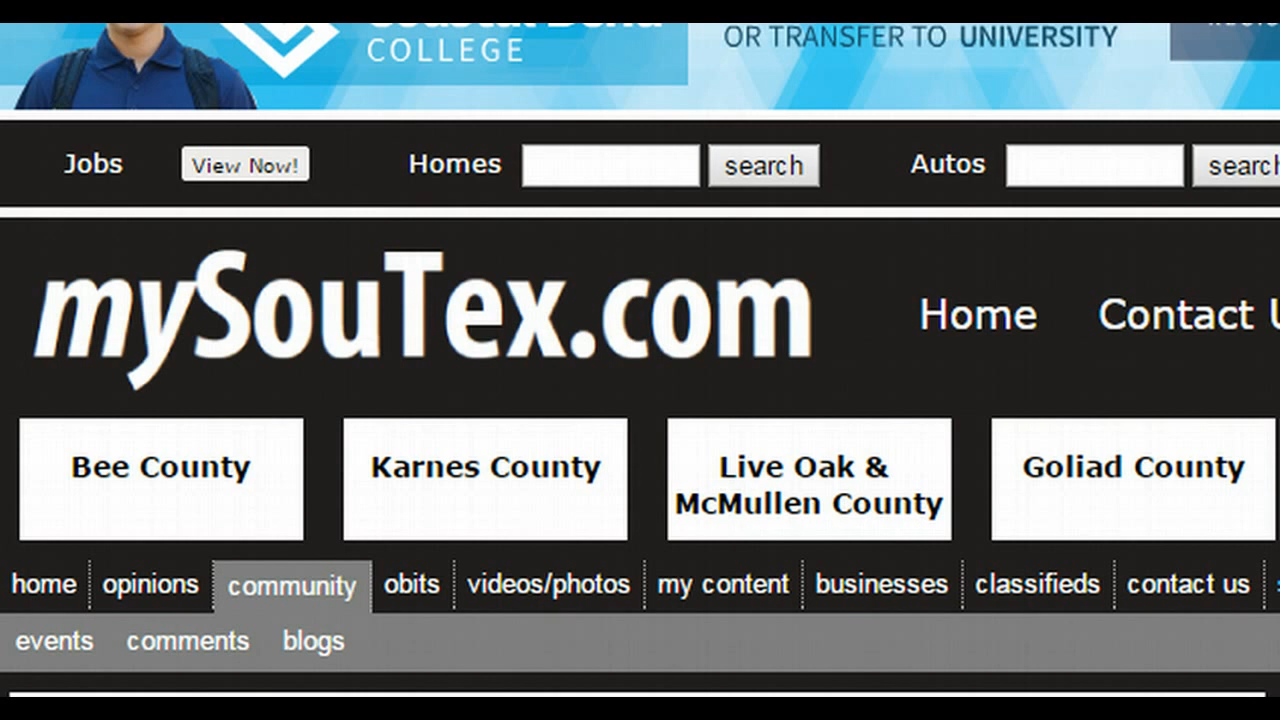 COLLEGE
OR TRANSFER TO UNIVERSITY
Jobs View Now! Homes search Autos search
mySouTex.com
Home Contact
Bee County Karnes County Live Oak & McMullen County Goliad County
home opinions community obits videos/photos my content businesses classifieds contact us
events comments blogs